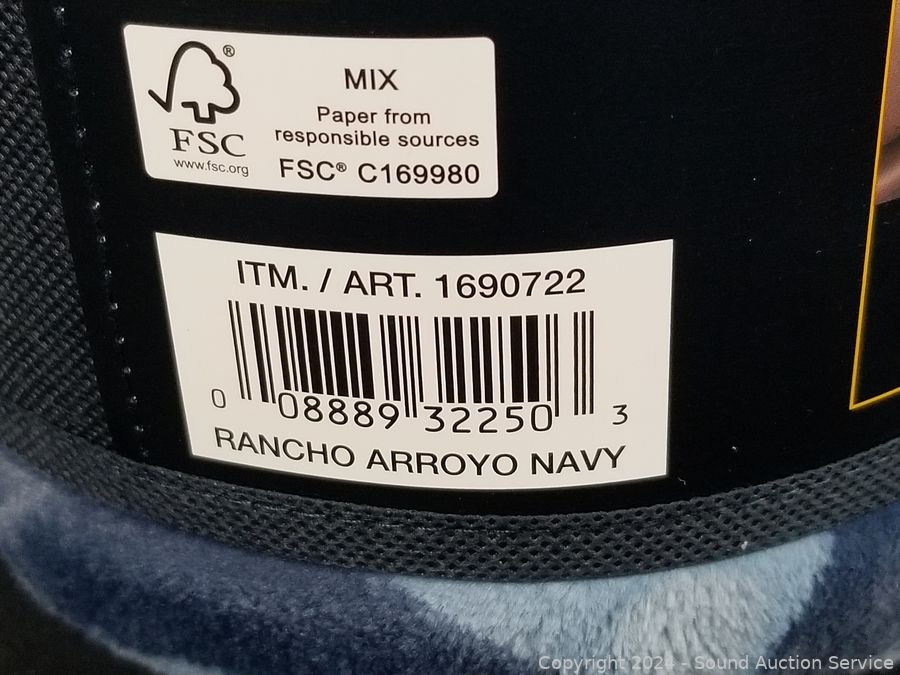 ®
MIX
Paper from
responsible sources
FSC
www.fsc.org
FSC® C169980
ITM. / ART. 1690722
0 08889 32250 3
RANCHO ARROYO NAVY
Copyright 2024 - Sound Auction Service